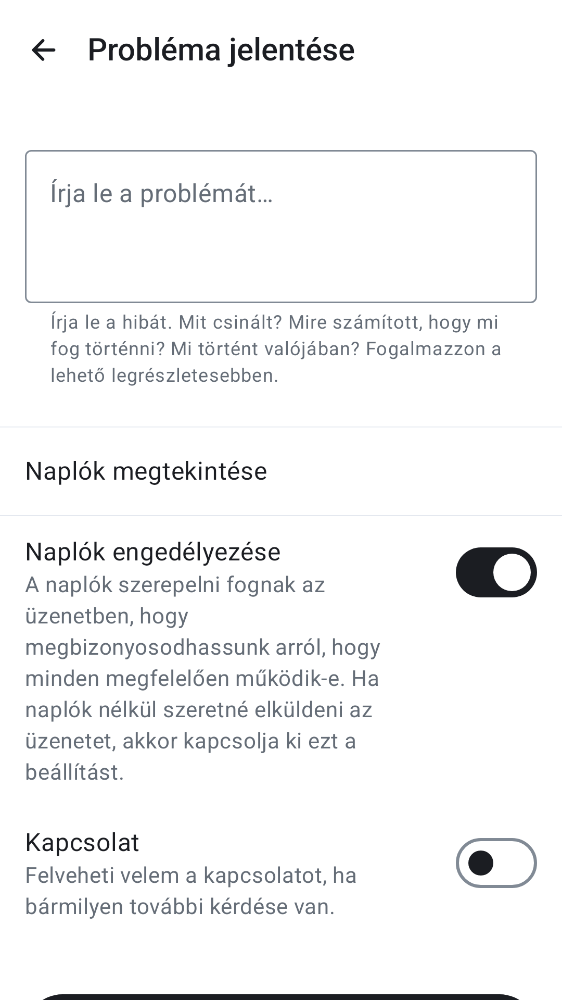 Probléma jelentése
Írja le a problémát…
Írja le a hibát. Mit csinált? Mire számított, hogy mi
fog történni? Mi történt valójában? Fogalmazzon a
lehető legrészletesebben.
Naplók megtekintése
Naplók engedélyezése
A naplók szerepelni fognak az
üzenetben, hogy
megbizonyosodhassunk arról, hogy
minden megfelelően működik-e. Ha
naplók nélkül szeretné elküldeni az
üzenetet, akkor kapcsolja ki ezt a
beállítást.
Kapcsolat
Felveheti velem a kapcsolatot, ha
bármilyen további kérdése van.